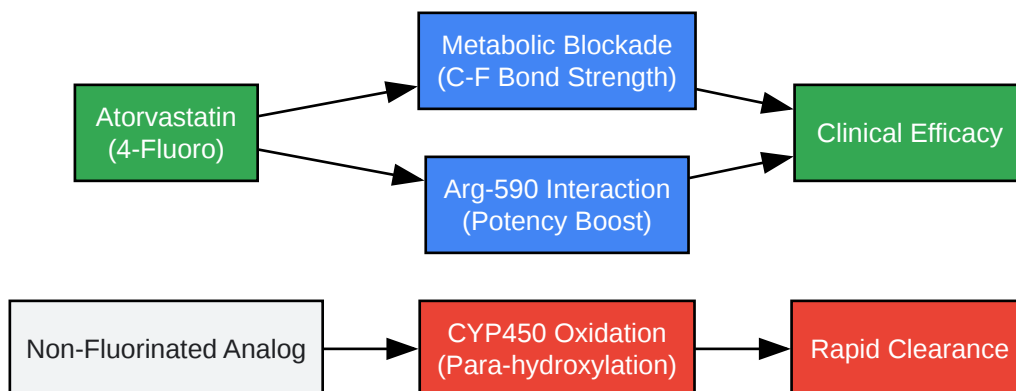 Metabolic Blockade
(C-F Bond Strength)
Atorvastatin
(4-Fluoro)
Clinical Efficacy
Arg-590 Interaction
(Potency Boost)
Non-Fluorinated Analog
CYP450 Oxidation
(Para-hydroxylation)
Rapid Clearance